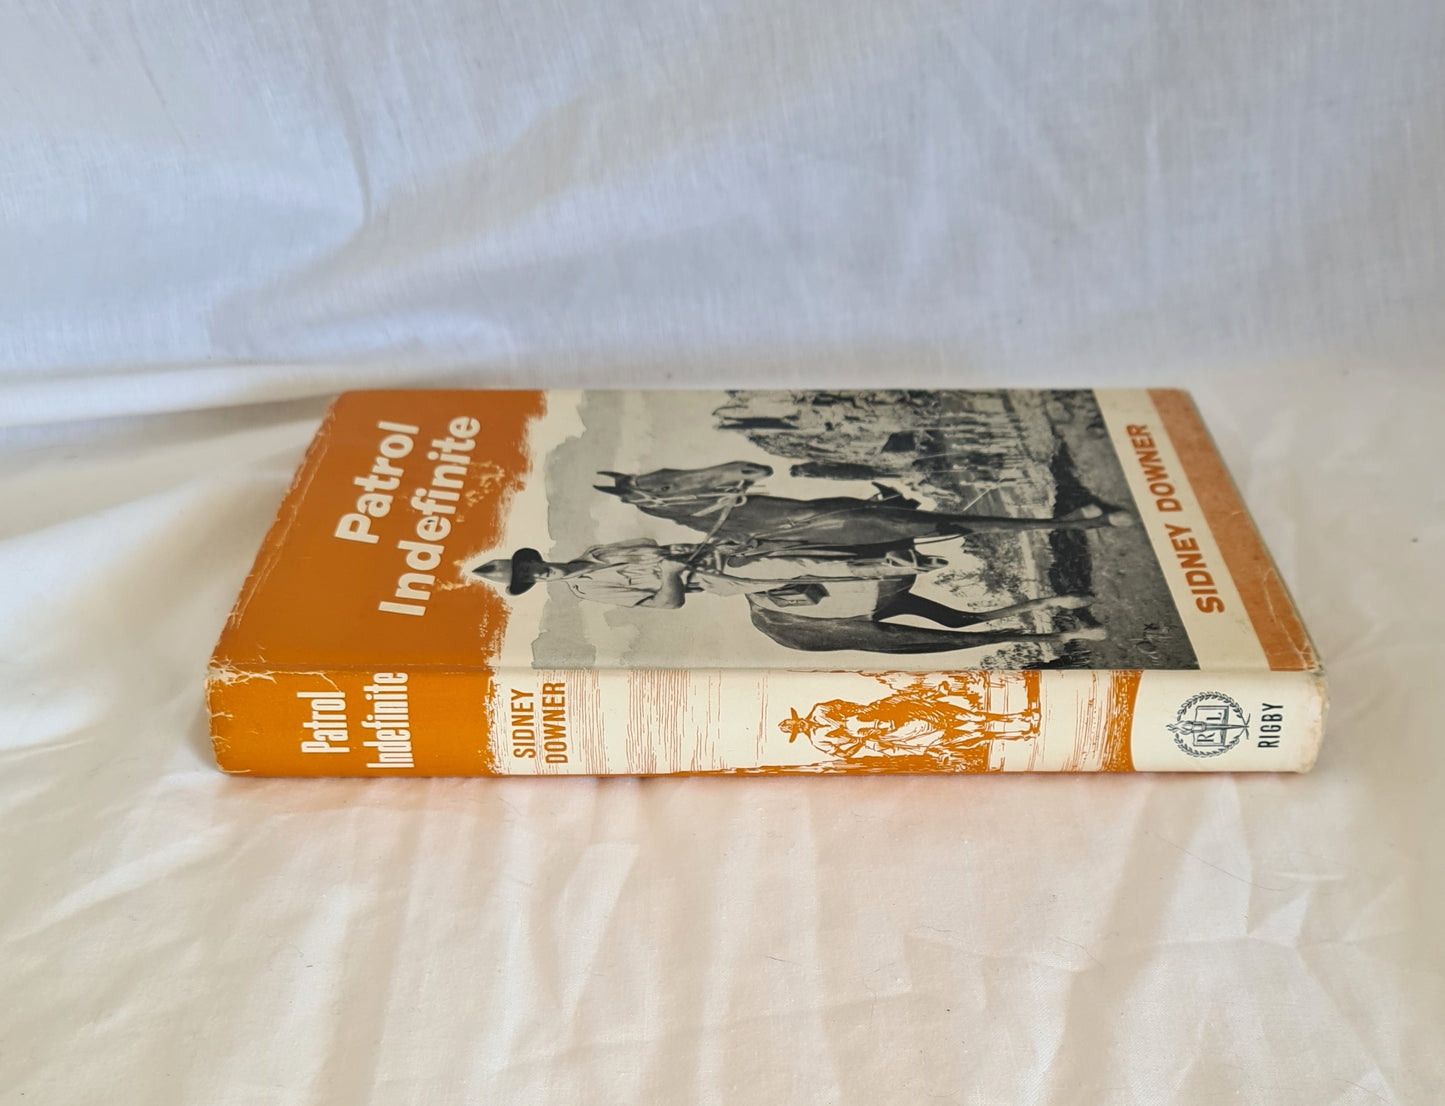 Patrol
Indefinite
SIDNEY DOWNER
Patrol
Indefinite
SIDNEY
DOWNER
R L
RIGBY